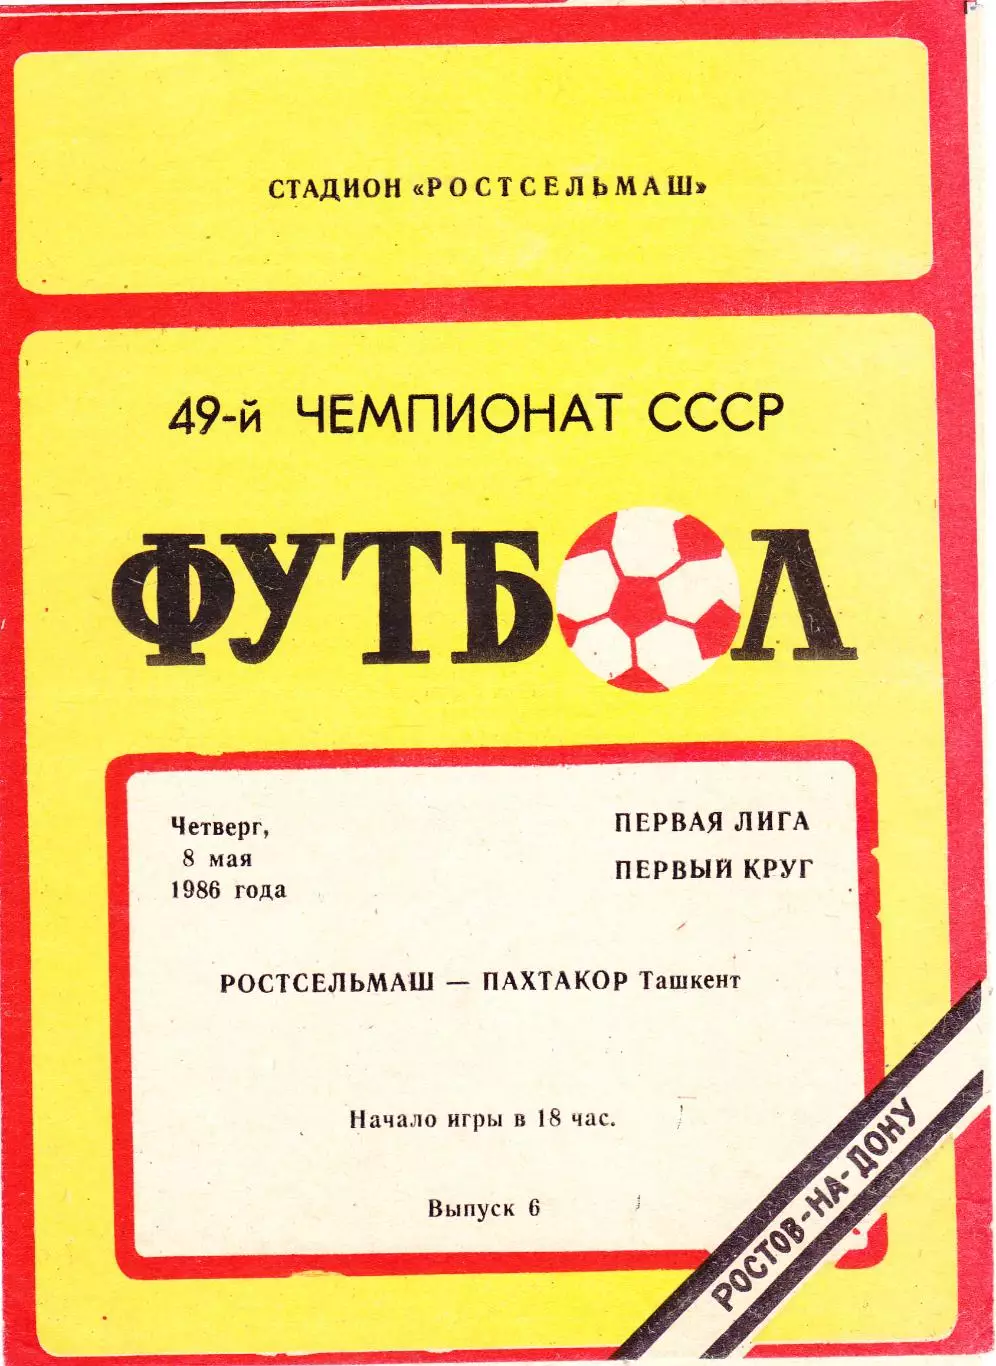 СТАДИОН «РОСТСЕЛЬМАШ»
49-й ЧЕМПИОНАТ СССР
ФУТБОЛ
Четверг,
8 мая
1986 года
ПЕРВАЯ ЛИГА
ПЕРВЫЙ КРУГ
РОСТСЕЛЬМАШ — ПАХТАКОР Ташкент
Начало игры в 18 час.
Выпуск 6
РОСТОВ-НА-ДОНУ